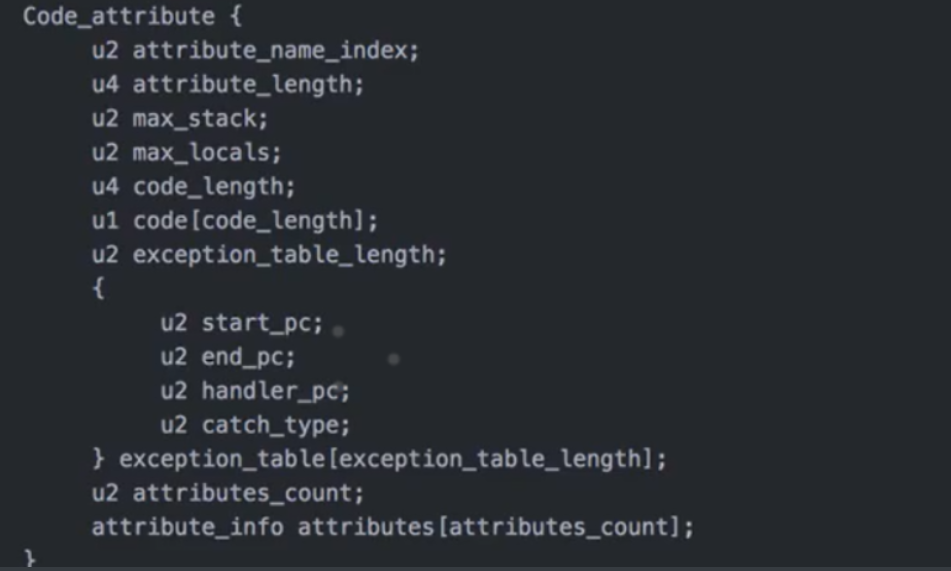 Code_attribute {
u2 attribute_name_index;
u4 attribute_length;
u2 max_stack;
u2 max_locals;
u4 code_length;
u1 code[code_length];
u2 exception_table_length;
{
u2 start_pc;
u2 end_pc;
u2 handler_pc;
u2 catch_type;
} exception_table[exception_table_length];
u2 attributes_count;
attribute_info attributes[attributes_count];
}